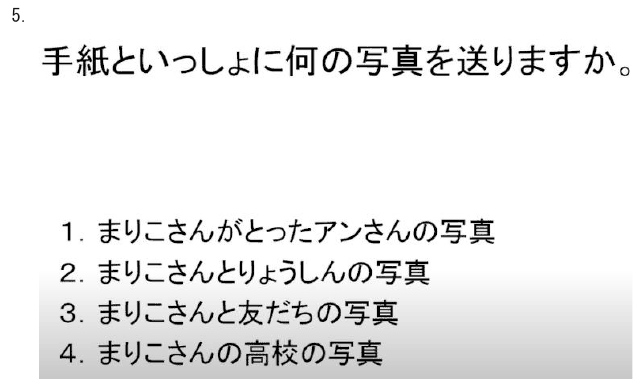 5.
手紙といっしょに何の写真を送りますか。
1. まりこさんがとったアンさんの写真
2. まりこさんとりょうしんの写真
3. まりこさんと友だちの写真
4. まりこさんの高校の写真